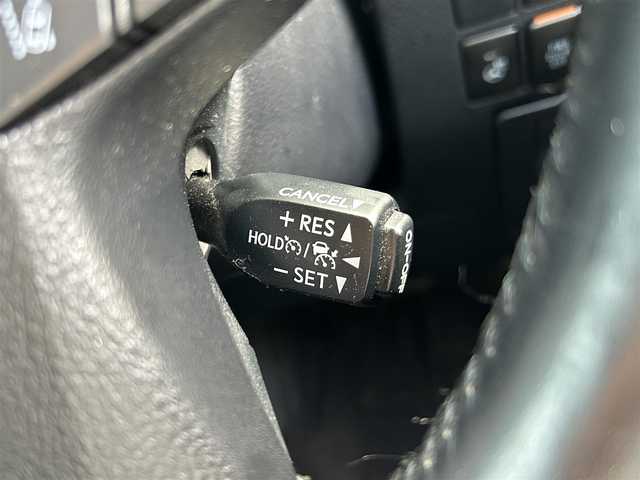 CANCEL▼
+ RES ▲
HOLD / ◀
− SET ▼
ON-OFF